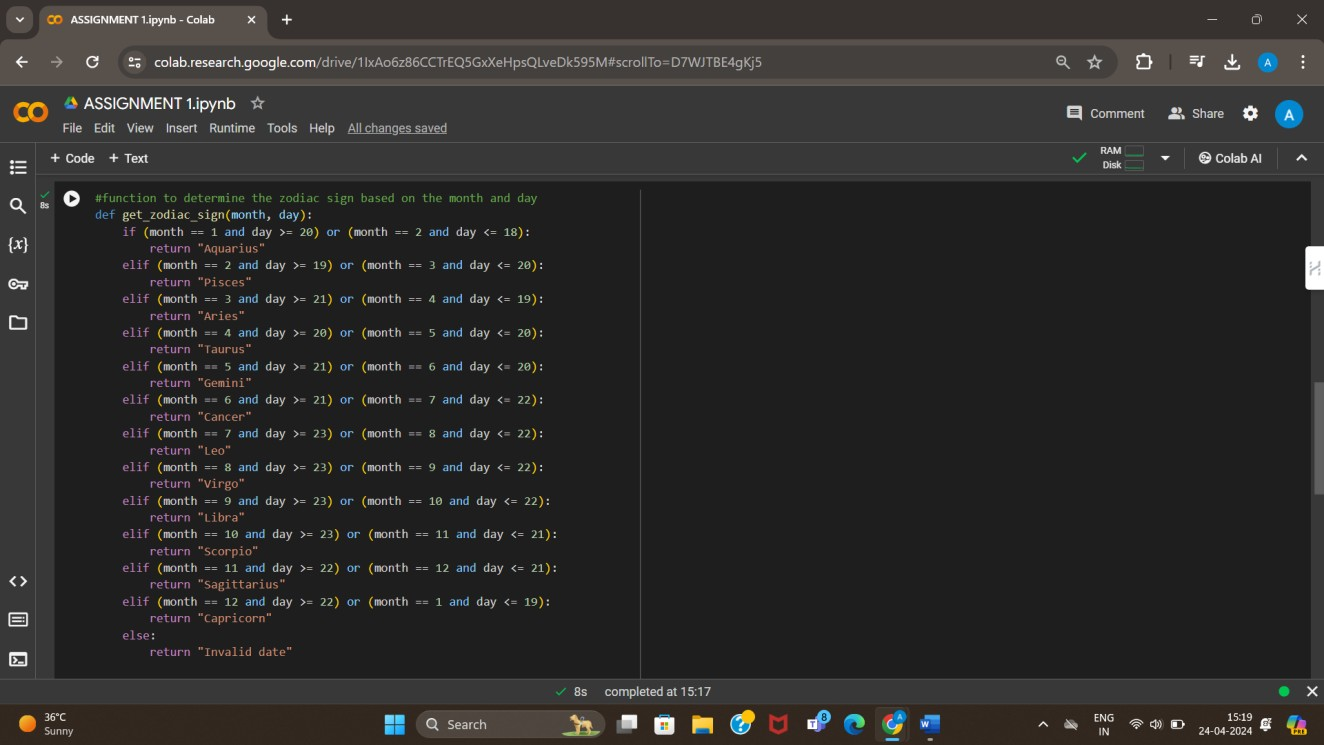 ASSIGNMENT 1.ipynb - Colab
colab.research.google.com/drive/1IxAo6z86CCTrEQ5GxXeHpsQLveDk595M#scrollTo=D7WJTBE4gKj5
A
CO
ASSIGNMENT 1.ipynb
Comment
Share
A
File Edit View Insert Runtime Tools Help All changes saved
+ Code + Text
RAM
Disk
Colab AI
8s
{x}
#function to determine the zodiac sign based on the month and day
def get_zodiac_sign(month, day):
    if (month == 1 and day >= 20) or (month == 2 and day <= 18):
        return "Aquarius"
    elif (month == 2 and day >= 19) or (month == 3 and day <= 20):
        return "Pisces"
    elif (month == 3 and day >= 21) or (month == 4 and day <= 19):
        return "Aries"
    elif (month == 4 and day >= 20) or (month == 5 and day <= 20):
        return "Taurus"
    elif (month == 5 and day >= 21) or (month == 6 and day <= 20):
        return "Gemini"
    elif (month == 6 and day >= 21) or (month == 7 and day <= 22):
        return "Cancer"
    elif (month == 7 and day >= 23) or (month == 8 and day <= 22):
        return "Leo"
    elif (month == 8 and day >= 23) or (month == 9 and day <= 22):
        return "Virgo"
    elif (month == 9 and day >= 23) or (month == 10 and day <= 22):
        return "Libra"
    elif (month == 10 and day >= 23) or (month == 11 and day <= 21):
        return "Scorpio"
    elif (month == 11 and day >= 22) or (month == 12 and day <= 21):
        return "Sagittarius"
    elif (month == 12 and day >= 22) or (month == 1 and day <= 19):
        return "Capricorn"
    else:
        return "Invalid date"
8s completed at 15:17
36°C
Sunny
Search
8
A
ENG
IN
15:19
24-04-2024
PRE